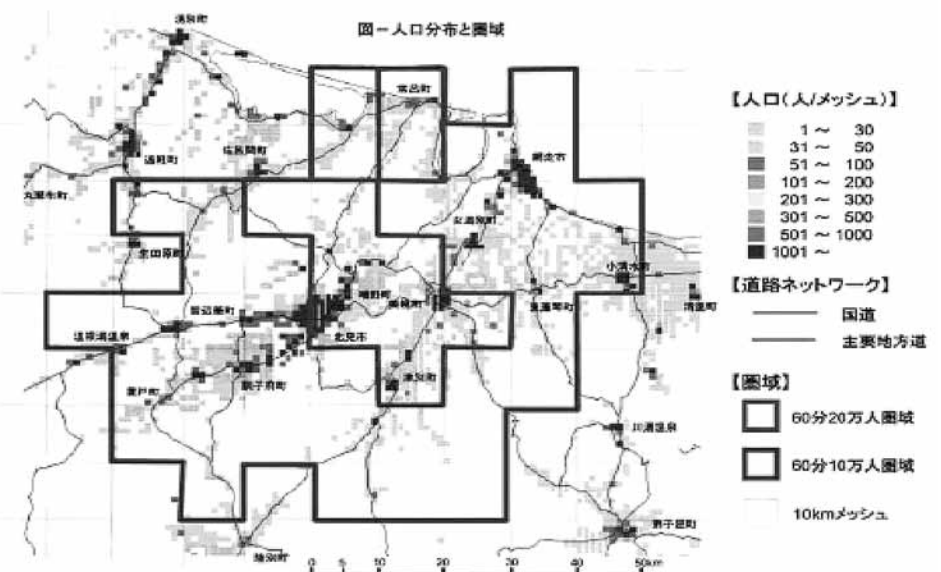 図－人口分布と圏域
湧別町
常呂町
佐呂間町
遠軽町
丸瀬布町
網走市
女満別町
生田原町
小清水町
清里町
端野町
美幌町
東藻琴町
留辺蘂町
北見市
温根湯温泉
津別町
置戸町
訓子府町
川湯温泉
弟子屈町
陸別町
0 5 10 20 30 40 50km
【人口(人/メッシュ)】
1 ～ 30
31 ～ 50
51 ～ 100
101 ～ 200
201 ～ 300
301 ～ 500
501 ～ 1000
1001 ～
【道路ネットワーク】
国道
主要地方道
【圏域】
60分20万人圏域
60分10万人圏域
10kmメッシュ